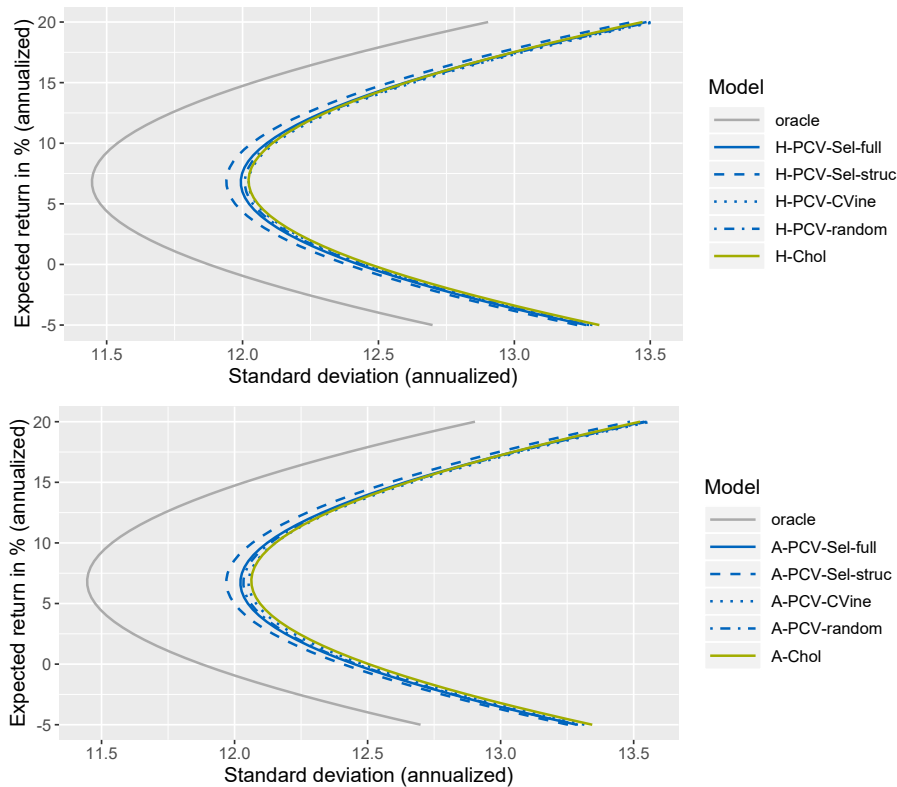 20
15
10
5
0
-5
Expected return in % (annualized)
11.5 12.0 12.5 13.0 13.5
Standard deviation (annualized)
Model
oracle
H-PCV-Sel-full
H-PCV-Sel-struc
H-PCV-CVine
H-PCV-random
H-Chol
20
15
10
5
0
-5
Expected return in % (annualized)
11.5 12.0 12.5 13.0 13.5
Standard deviation (annualized)
Model
oracle
A-PCV-Sel-full
A-PCV-Sel-struc
A-PCV-CVine
A-PCV-random
A-Chol